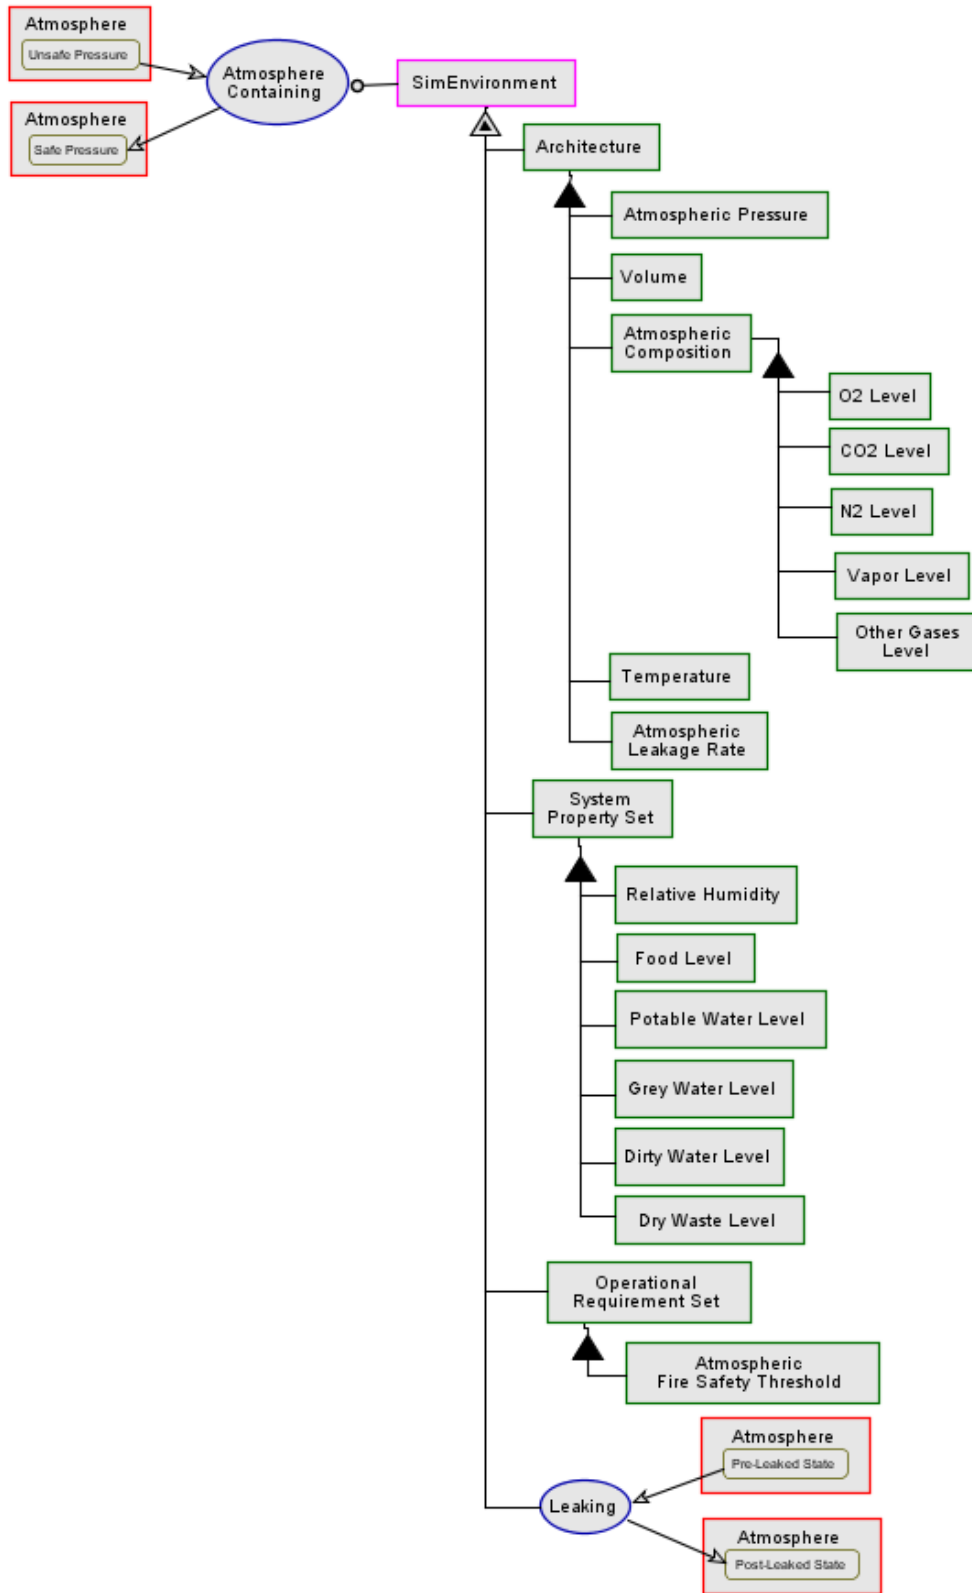 Atmosphere
Unsafe Pressure
Atmosphere
Containing
SimEnvironment
Atmosphere
Safe Pressure
Architecture
Atmospheric Pressure
Volume
Atmospheric
Composition
O2 Level
CO2 Level
N2 Level
Vapor Level
Other Gases
Level
Temperature
Atmospheric
Leakage Rate
System
Property Set
Relative Humidity
Food Level
Potable Water Level
Grey Water Level
Dirty Water Level
Dry Waste Level
Operational
Requirement Set
Atmospheric
Fire Safety Threshold
Atmosphere
Pre-Leaked State
Leaking
Atmosphere
Post-Leaked State